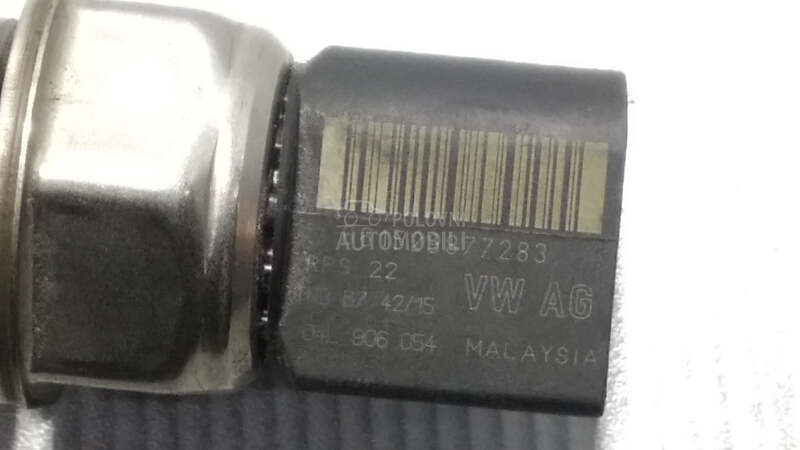 POLOVNI
AUTOMOBILI
77283
RPS 22
87 42/15 VW AG
04L 906 054 MALAYSIA